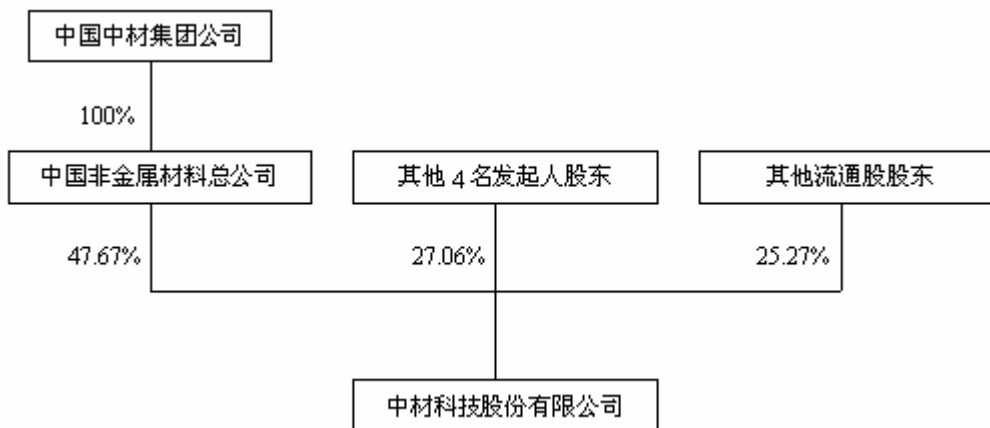 中国中材集团公司
100%
中国非金属材料总公司
其他 4 名发起人股东
其他流通股股东
47.67%
27.06%
25.27%
中材科技股份有限公司